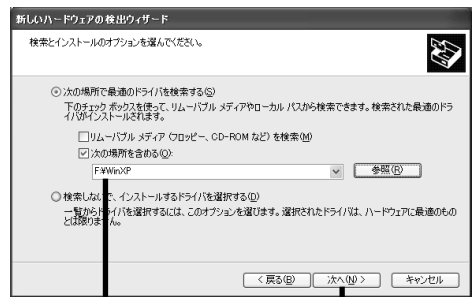 新しいハードウェアの検出ウィザード
検索とインストールのオプションを選んでください。
次の場所で最適のドライバを検索する(S)
下のチェック ボックスを使って、リムーバブル メディアやローカル パスから検索できます。検索された最適のドラ
イバがインストールされます。
リムーバブル メディア (フロッピー、CD-ROM など) を検索(M)
次の場所を含める(O):
F:¥WinXP
参照(R)
検索しないで、インストールするドライバを選択する(D)
一覧からドライバを選択するには、このオプションを選びます。選択されたドライバは、ハードウェアに最適のもの
とは限りません。
< 戻る(B)
次へ(N) >
キャンセル